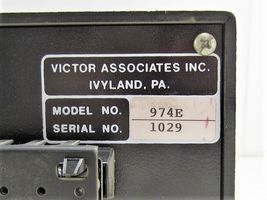 VICTOR ASSOCIATES INC.
IVYLAND, PA.
MODEL NO. 974E
SERIAL NO. 1029